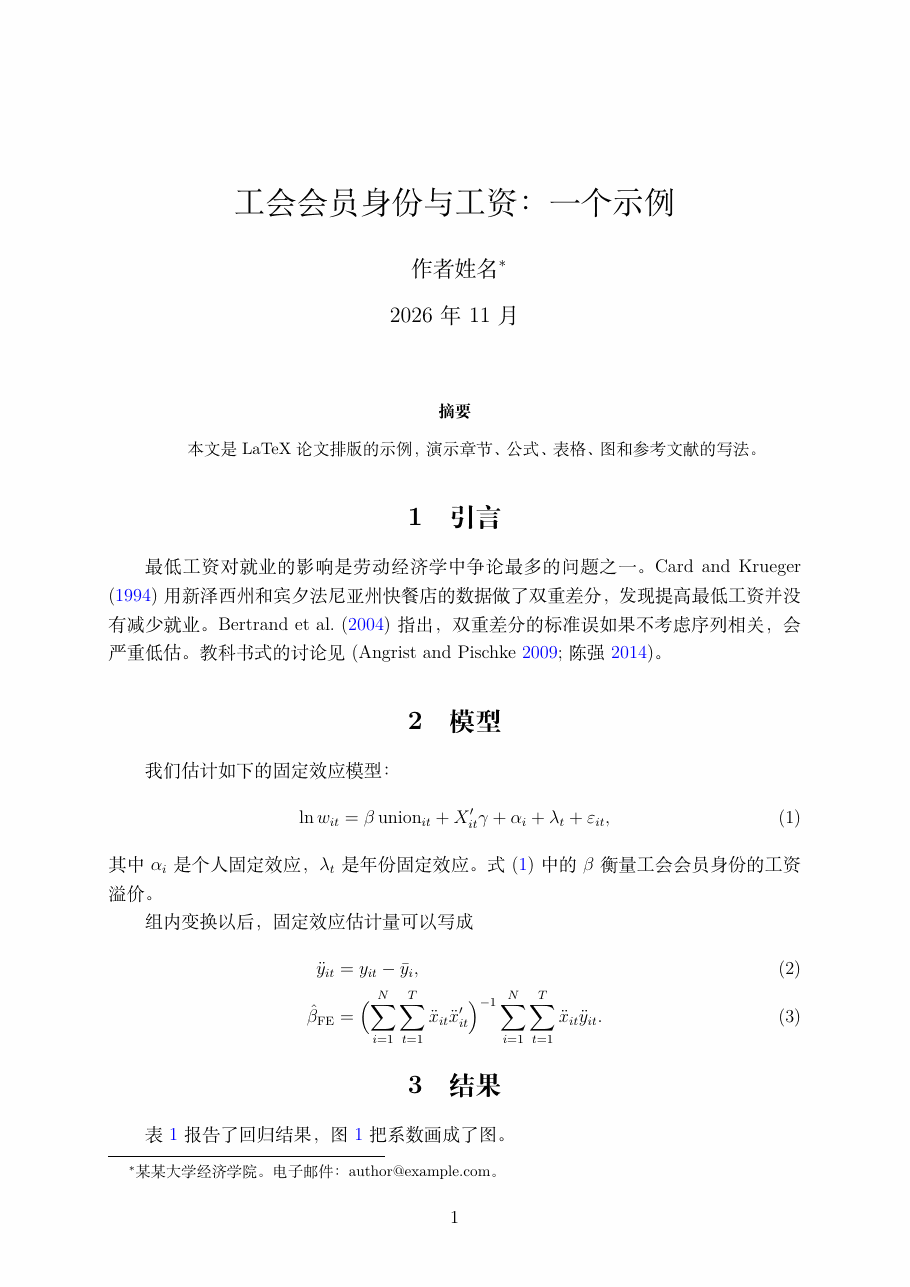 工会会员身份与工资：一个示例
作者姓名*
2026 年 11 月
摘要
本文是 LaTeX 论文排版的示例，演示章节、公式、表格、图和参考文献的写法。
1 引言
最低工资对就业的影响是劳动经济学中争论最多的问题之一。Card and Krueger
(1994) 用新泽西州和宾夕法尼亚州快餐店的数据做了双重差分，发现提高最低工资并没
有减少就业。Bertrand et al. (2004) 指出，双重差分的标准误如果不考虑序列相关，会
严重低估。教科书式的讨论见 (Angrist and Pischke 2009; 陈强 2014)。
2 模型
我们估计如下的固定效应模型：
ln w_{it} = β union_{it} + X′_{it}γ + α_i + λ_t + ε_{it}, (1)
其中 α_i 是个人固定效应，λ_t 是年份固定效应。式 (1) 中的 β 衡量工会会员身份的工资
溢价。
组内变换以后，固定效应估计量可以写成
ÿ_{it} = y_{it} − ȳ_i, (2)
β̂_{FE} = (∑_{i=1}^{N} ∑_{t=1}^{T} ẍ_{it}ẍ′_{it})^{−1} ∑_{i=1}^{N} ∑_{t=1}^{T} ẍ_{it}ÿ_{it}. (3)
3 结果
表 1 报告了回归结果，图 1 把系数画成了图。
*某某大学经济学院。电子邮件：author@example.com。
1